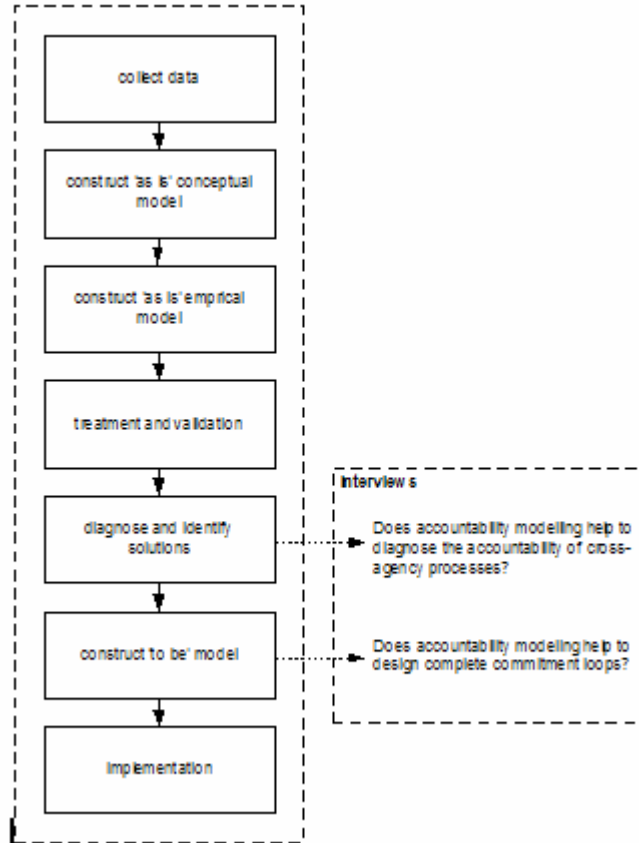 collect data
construct 'as is' conceptual
model
construct 'as is' emprical
model
treatment and validation
diagnose and identify
solutions
construct 'to be' model
implementation
Interviews
Does accountability modelling help to
diagnose the accountability of cross-
agency processes?
Does accountability modeling help to
design complete commitment loops?